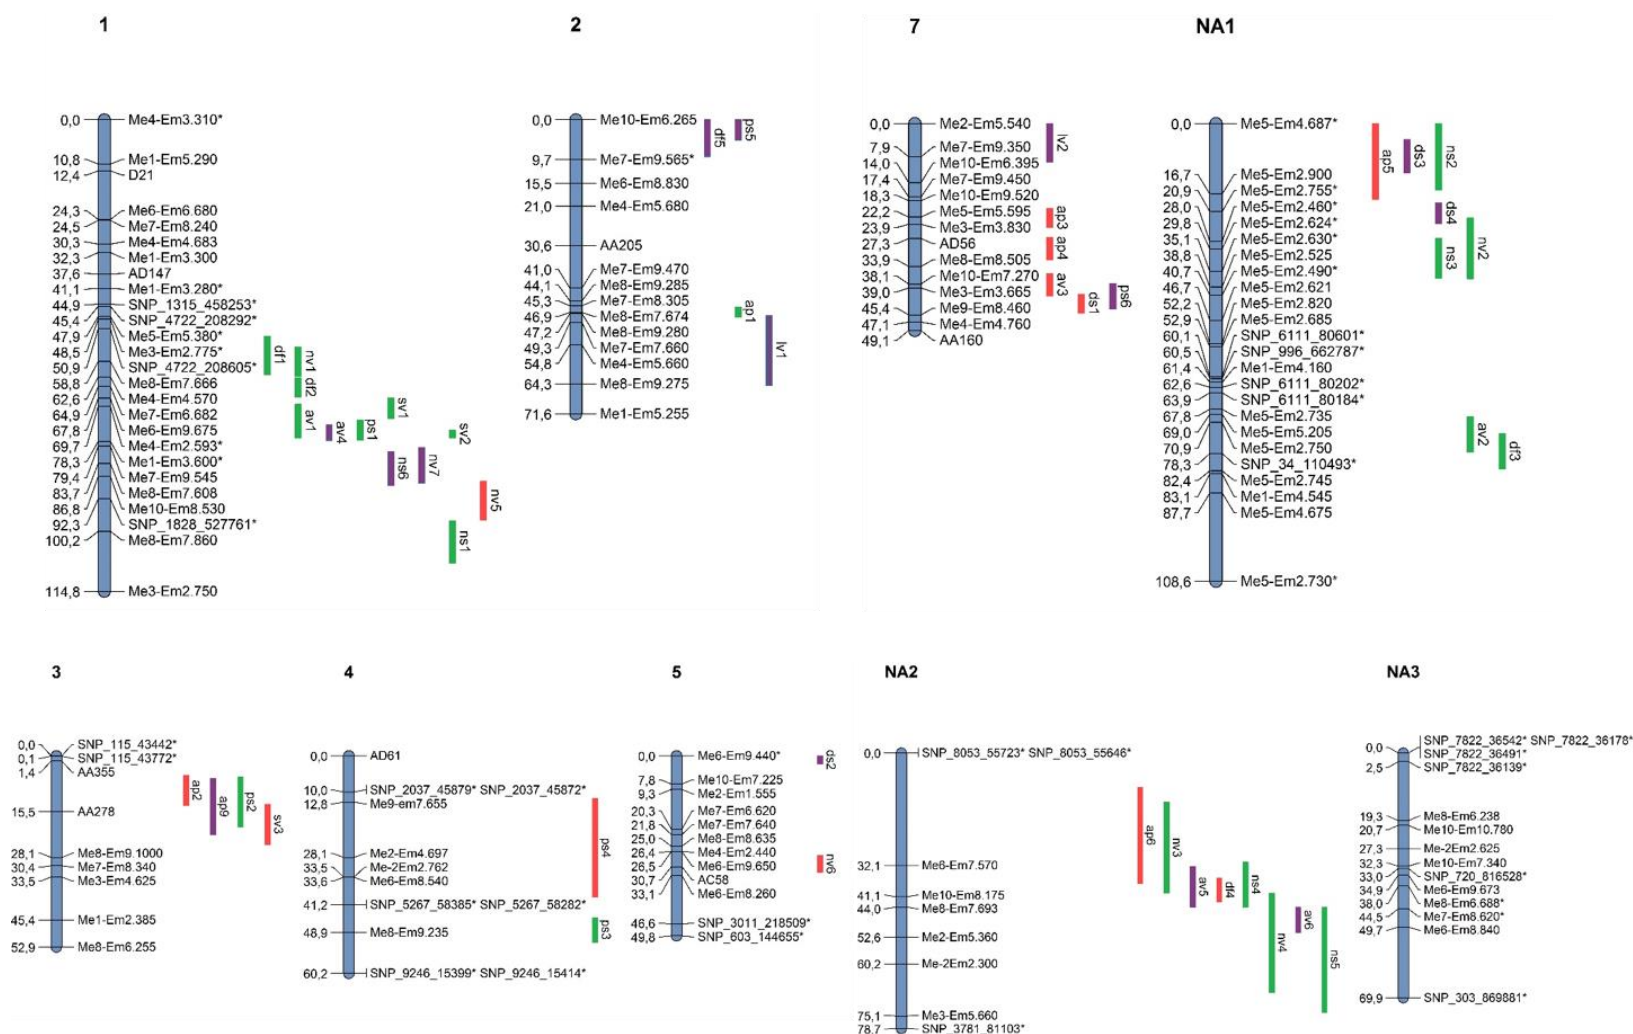 1
0,0 Me4-Em3.310*
10,8 Me1-Em5.290
12,4 D21
24,3 Me6-Em6.680
24,5 Me7-Em8.240
30,3 Me4-Em4.683
32,3 Me1-Em3.300
37,6 AD147
41,1 Me1-Em3.280*
44,9 SNP_1315_458253*
45,4 SNP_4722_208292*
47,9 Me5-Em5.380*
48,5 Me3-Em2.775*
50,9 SNP_4722_208605*
58,8 Me8-Em7.666
62,6 Me4-Em4.570
64,9 Me7-Em6.682
67,8 Me6-Em9.675
69,7 Me4-Em2.593*
78,3 Me1-Em3.600*
79,4 Me7-Em9.545
83,7 Me8-Em7.608
86,8 Me10-Em8.530
92,3 SNP_1828_527761*
100,2 Me8-Em7.860
114,8 Me3-Em2.750
df1
nv1
df2
av1
av4
ps1
sv1
ns6
nv7
sv2
nv5
ns1
2
0,0 Me10-Em6.265
9,7 Me7-Em9.565*
15,5 Me6-Em8.830
21,0 Me4-Em5.680
30,6 AA205
41,0 Me7-Em9.470
44,1 Me8-Em9.285
45,3 Me7-Em8.305
46,9 Me8-Em7.674
47,2 Me8-Em9.280
49,3 Me7-Em7.660
54,8 Me4-Em5.660
64,3 Me8-Em9.275
71,6 Me1-Em5.255
df5
ps5
ap1
lv1
7
0,0 Me2-Em5.540
7,9 Me7-Em9.350
14,0 Me10-Em6.395
17,4 Me7-Em9.450
18,3 Me10-Em9.520
22,2 Me5-Em5.595
23,9 Me3-Em3.830
27,3 AD56
33,9 Me8-Em8.505
38,1 Me10-Em7.270
39,0 Me3-Em3.665
45,4 Me9-Em8.460
47,1 Me4-Em4.760
49,1 AA160
lv2
ap3
ap4
av3
ds1
ps6
NA1
0,0 Me5-Em4.687*
16,7 Me5-Em2.900
20,9 Me5-Em2.755*
28,0 Me5-Em2.460*
29,8 Me5-Em2.624*
35,1 Me5-Em2.630*
38,8 Me5-Em2.525
40,7 Me5-Em2.490*
46,7 Me5-Em2.621
52,2 Me5-Em2.820
52,9 Me5-Em2.685
60,1 SNP_6111_80601*
60,5 SNP_996_662787*
61,4 Me1-Em4.160
62,6 SNP_6111_80202*
63,9 SNP_6111_80184*
67,8 Me5-Em2.735
69,0 Me5-Em5.205
70,9 Me5-Em2.750
78,3 SNP_34_110493*
82,4 Me5-Em2.745
83,1 Me1-Em4.545
87,7 Me5-Em4.675
108,6 Me5-Em2.730*
ap5
ds3
ns2
ds4
ns3
nv2
av2
df3
3
0,0 SNP_115_43442*
0,1 SNP_115_43772*
1,4 AA355
15,5 AA278
28,1 Me8-Em9.1000
30,4 Me7-Em8.340
33,5 Me3-Em4.625
45,4 Me1-Em2.385
52,9 Me8-Em6.255
ap2
ap9
ps2
sv3
4
0,0 AD61
10,0 SNP_2037_45879* SNP_2037_45872*
12,8 Me9-em7.655
28,1 Me2-Em4.697
33,5 Me-2Em2.762
33,6 Me6-Em8.540
41,2 SNP_5267_58385* SNP_5267_58282*
48,9 Me8-Em9.235
60,2 SNP_9246_15399* SNP_9246_15414*
ps4
ps3
5
0,0 Me6-Em9.440*
7,8 Me10-Em7.225
9,3 Me2-Em1.555
20,3 Me7-Em6.620
21,8 Me7-Em7.640
25,0 Me8-Em8.635
26,4 Me4-Em2.440
26,5 Me6-Em9.650
30,7 AC58
33,1 Me6-Em8.260
46,6 SNP_3011_218509*
49,8 SNP_603_144655*
ds2
nv6
NA2
0,0 SNP_8053_55723* SNP_8053_55646*
32,1 Me6-Em7.570
41,1 Me10-Em8.175
44,0 Me8-Em7.693
52,6 Me2-Em5.360
60,2 Me-2Em2.300
75,1 Me3-Em5.660
78,7 SNP_3781_81103*
ap6
nv3
av5
df4
ns4
nv4
av6
ns5
NA3
SNP_7822_36542* SNP_7822_36178*
0,0 SNP_7822_36491*
2,5 SNP_7822_36139*
19,3 Me8-Em6.238
20,7 Me10-Em10.780
27,3 Me-2Em2.625
32,3 Me10-Em7.340
33,0 SNP_720_816528*
34,9 Me6-Em9.673
38,0 Me8-Em6.688*
44,5 Me7-Em8.620*
49,7 Me6-Em8.840
69,9 SNP_303_869881*